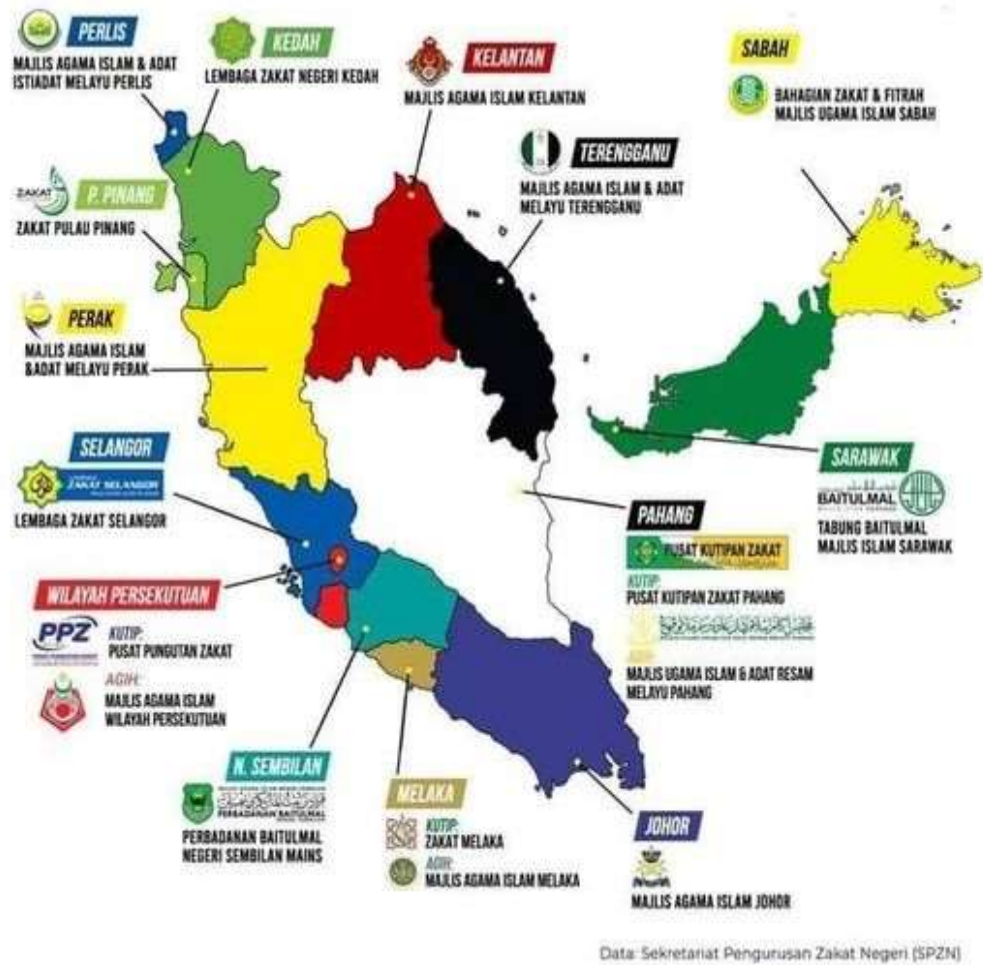 PERLIS
MAJLIS AGAMA ISLAM & ADAT
ISTIADAT MELAYU PERLIS
KEDAH
LEMBAGA ZAKAT NEGERI KEDAH
KELANTAN
MAJLIS AGAMA ISLAM KELANTAN
SABAH
BAHAGIAN ZAKAT & FITRAH
MAJLIS UGAMA ISLAM SABAH
TERENGGANU
MAJLIS AGAMA ISLAM & ADAT
MELAYU TERENGGANU
ZAKAT
P. PINANG
ZAKAT PULAU PINANG
PERAK
MAJLIS AGAMA ISLAM
&ADAT MELAYU PERAK
SELANGOR
LEMBAGA
ZAKAT SELANGOR
LEMBAGA ZAKAT SELANGOR
SARAWAK
BAITULMAL
TABUNG BAITULMAL
MAJLIS ISLAM SARAWAK
PAHANG
PUSAT KUTIPAN ZAKAT
KUTIP:
PUSAT KUTIPAN ZAKAT PAHANG
MAJLIS UGAMA ISLAM & ADAT RESAM
MELAYU PAHANG
WILAYAH PERSEKUTUAN
PPZ
KUTIP:
PUSAT PUNGUTAN ZAKAT
AGIH:
MAJLIS AGAMA ISLAM
WILAYAH PERSEKUTUAN
N. SEMBILAN
PERBADANAN BAITULMAL
PERBADANAN BAITULMAL
NEGERI SEMBILAN MAINS
MELAKA
KUTIP:
ZAKAT MELAKA
AGIH:
MAJLIS AGAMA ISLAM MELAKA
JOHOR
MAJLIS AGAMA ISLAM JOHOR
Data: Sekretariat Pengurusan Zakat Negeri (SPZN)